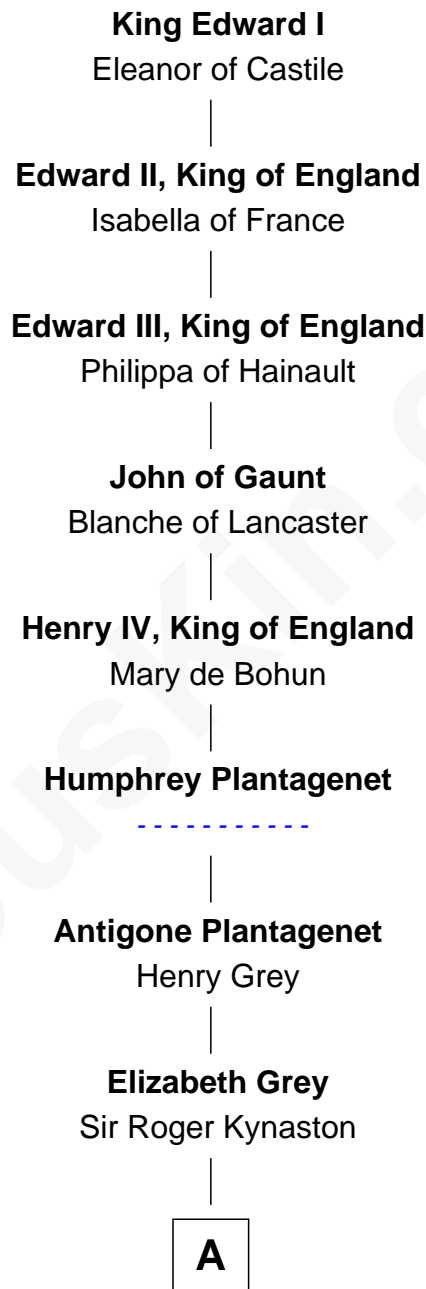 King Edward I
Eleanor of Castile
Edward II, King of England
Isabella of France
Edward III, King of England
Philippa of Hainault
John of Gaunt
Blanche of Lancaster
Henry IV, King of England
Mary de Bohun
Humphrey Plantagenet
- - - - - - - - - - -
Antigone Plantagenet
Henry Grey
Elizabeth Grey
Sir Roger Kynaston
A